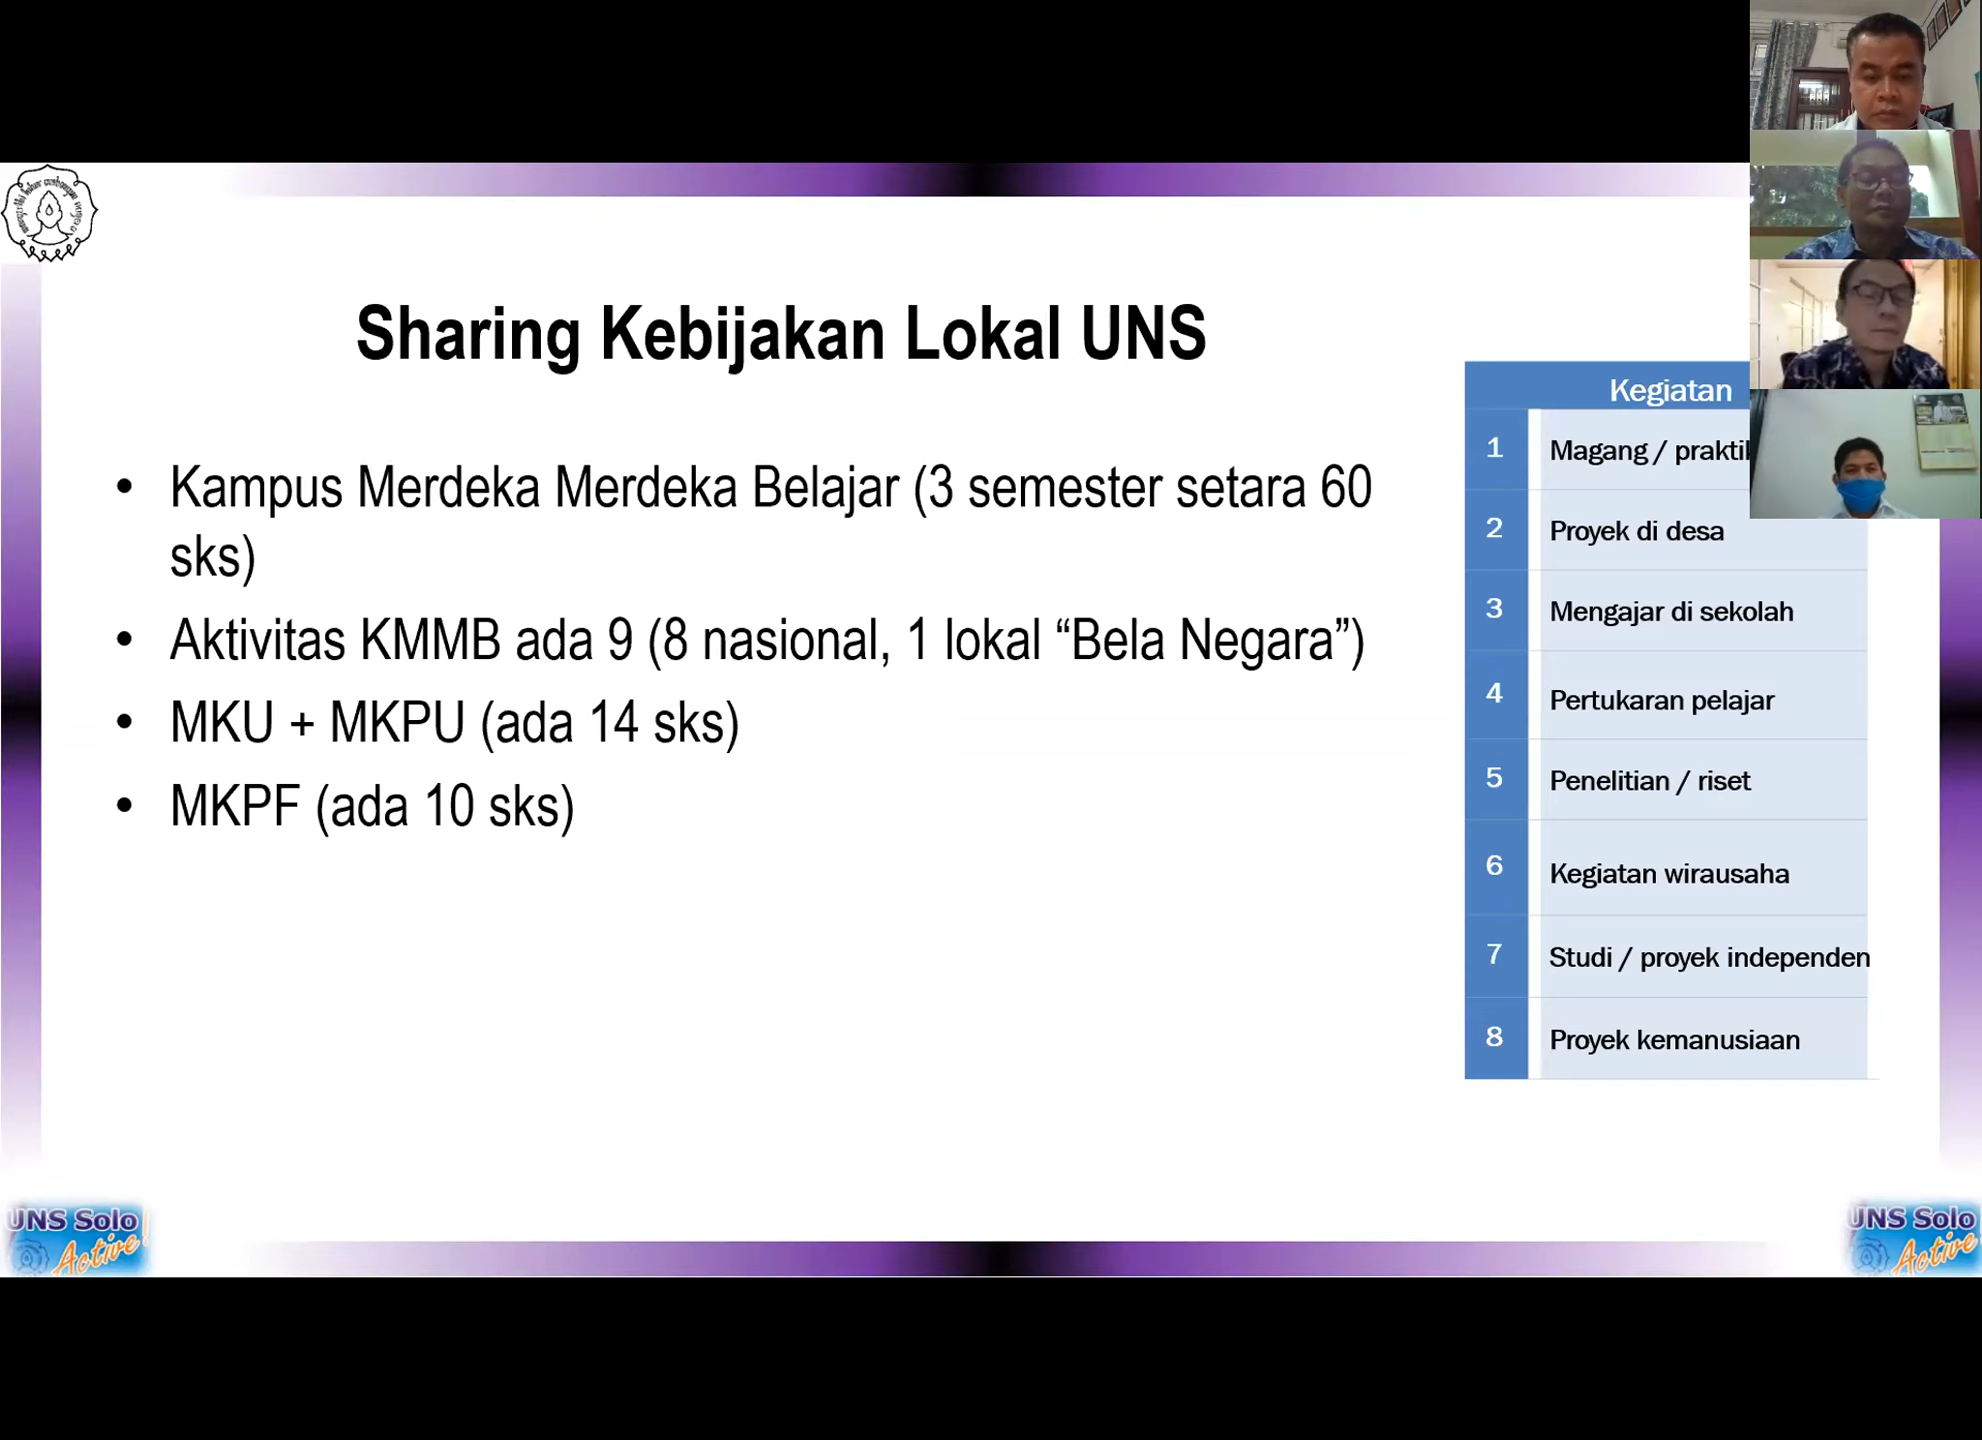 Sharing Kebijakan Lokal UNS
• Kampus Merdeka Merdeka Belajar (3 semester setara 60
sks)
• Aktivitas KMMB ada 9 (8 nasional, 1 lokal “Bela Negara”)
• MKU + MKPU (ada 14 sks)
• MKPF (ada 10 sks)
Kegiatan
1 Magang /
2 Proyek di desa
3 Mengajar di sekolah
4 Pertukaran pelajar
5 Penelitian / riset
6 Kegiatan wirausaha
7 Studi / proyek independen
8 Proyek kemanusiaan
UNS Solo
Active!
UNS Solo
Active